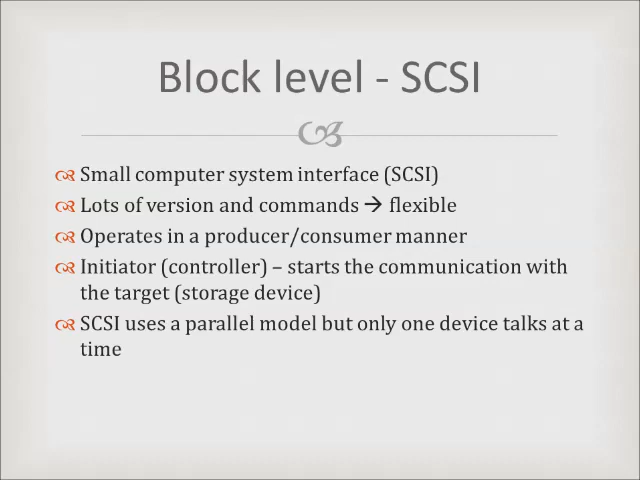 Block level - SCSI
Small computer system interface (SCSI)
Lots of version and commands → flexible
Operates in a producer/consumer manner
Initiator (controller) – starts the communication with
the target (storage device)
SCSI uses a parallel model but only one device talks at a
time